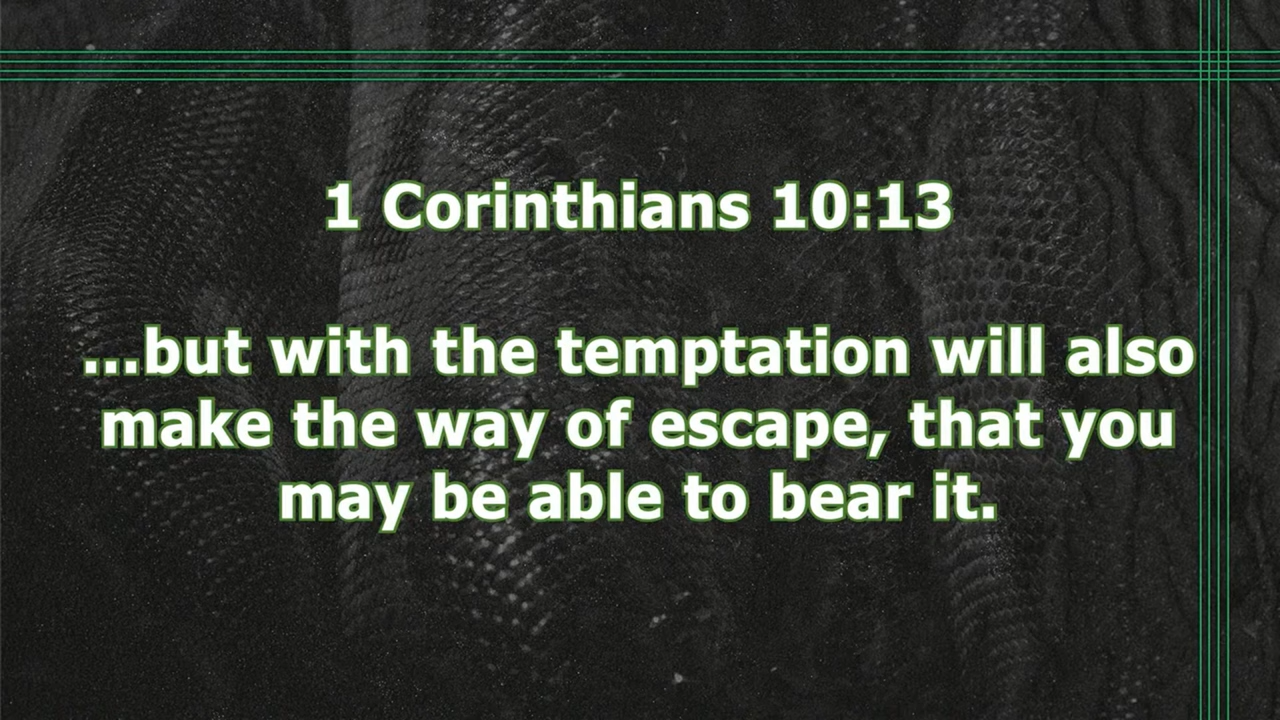 1 Corinthians 10:13
...but with the temptation will also
make the way of escape, that you
may be able to bear it.